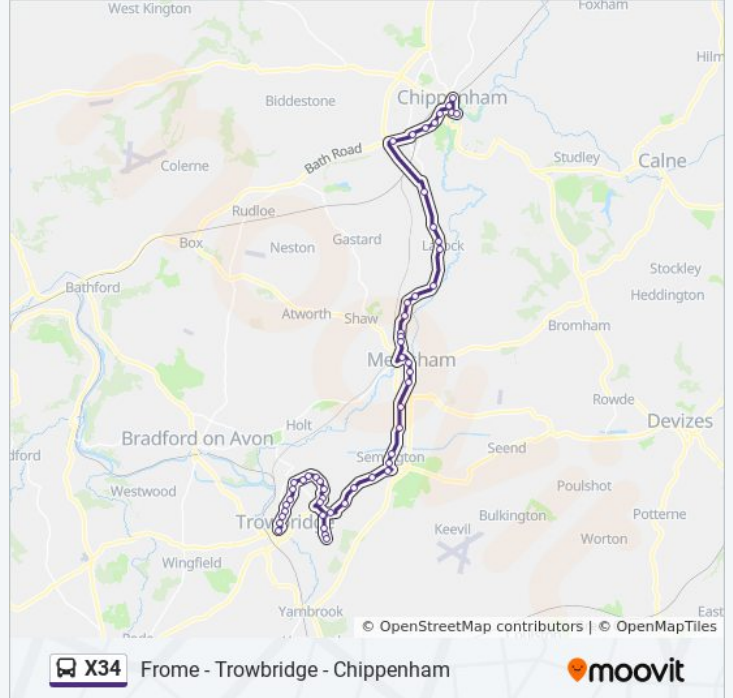 West Kington
Foxham
Hilm
Chippenham
Biddestone
Bath Road
Studley
Calne
Colerne
Rudloe
Box
Neston
Gastard
Lacock
Stockley
Heddington
Bathford
Atworth
Shaw
Bromham
Melksham
Rowde
Devizes
Holt
Bradford on Avon
dford
Semington
Seend
Poulshot
Westwood
Trowbridge
Bulkington
Potterne
Keevil
Worton
Wingfield
Yambrook
East
© OpenStreetMap contributors | © OpenMapTiles
X34 Frome - Trowbridge - Chippenham
moovit